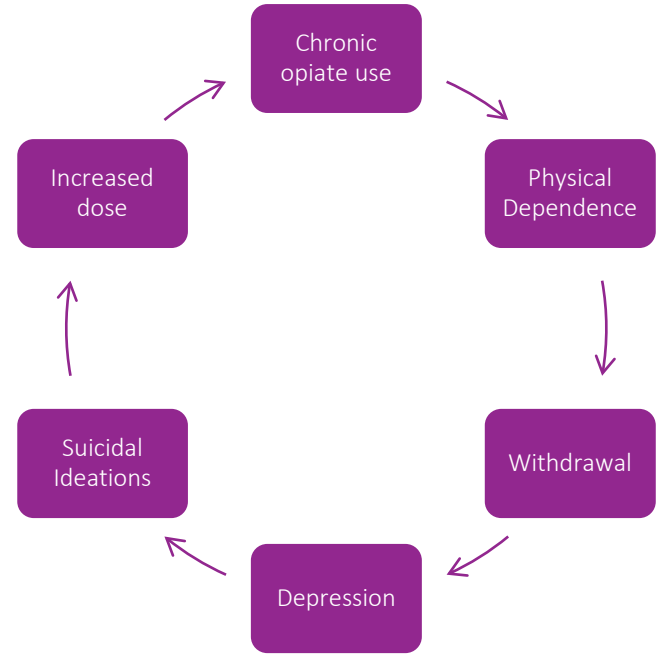 Chronic
opiate use
Physical
Dependence
Withdrawal
Depression
Suicidal
Ideations
Increased
dose